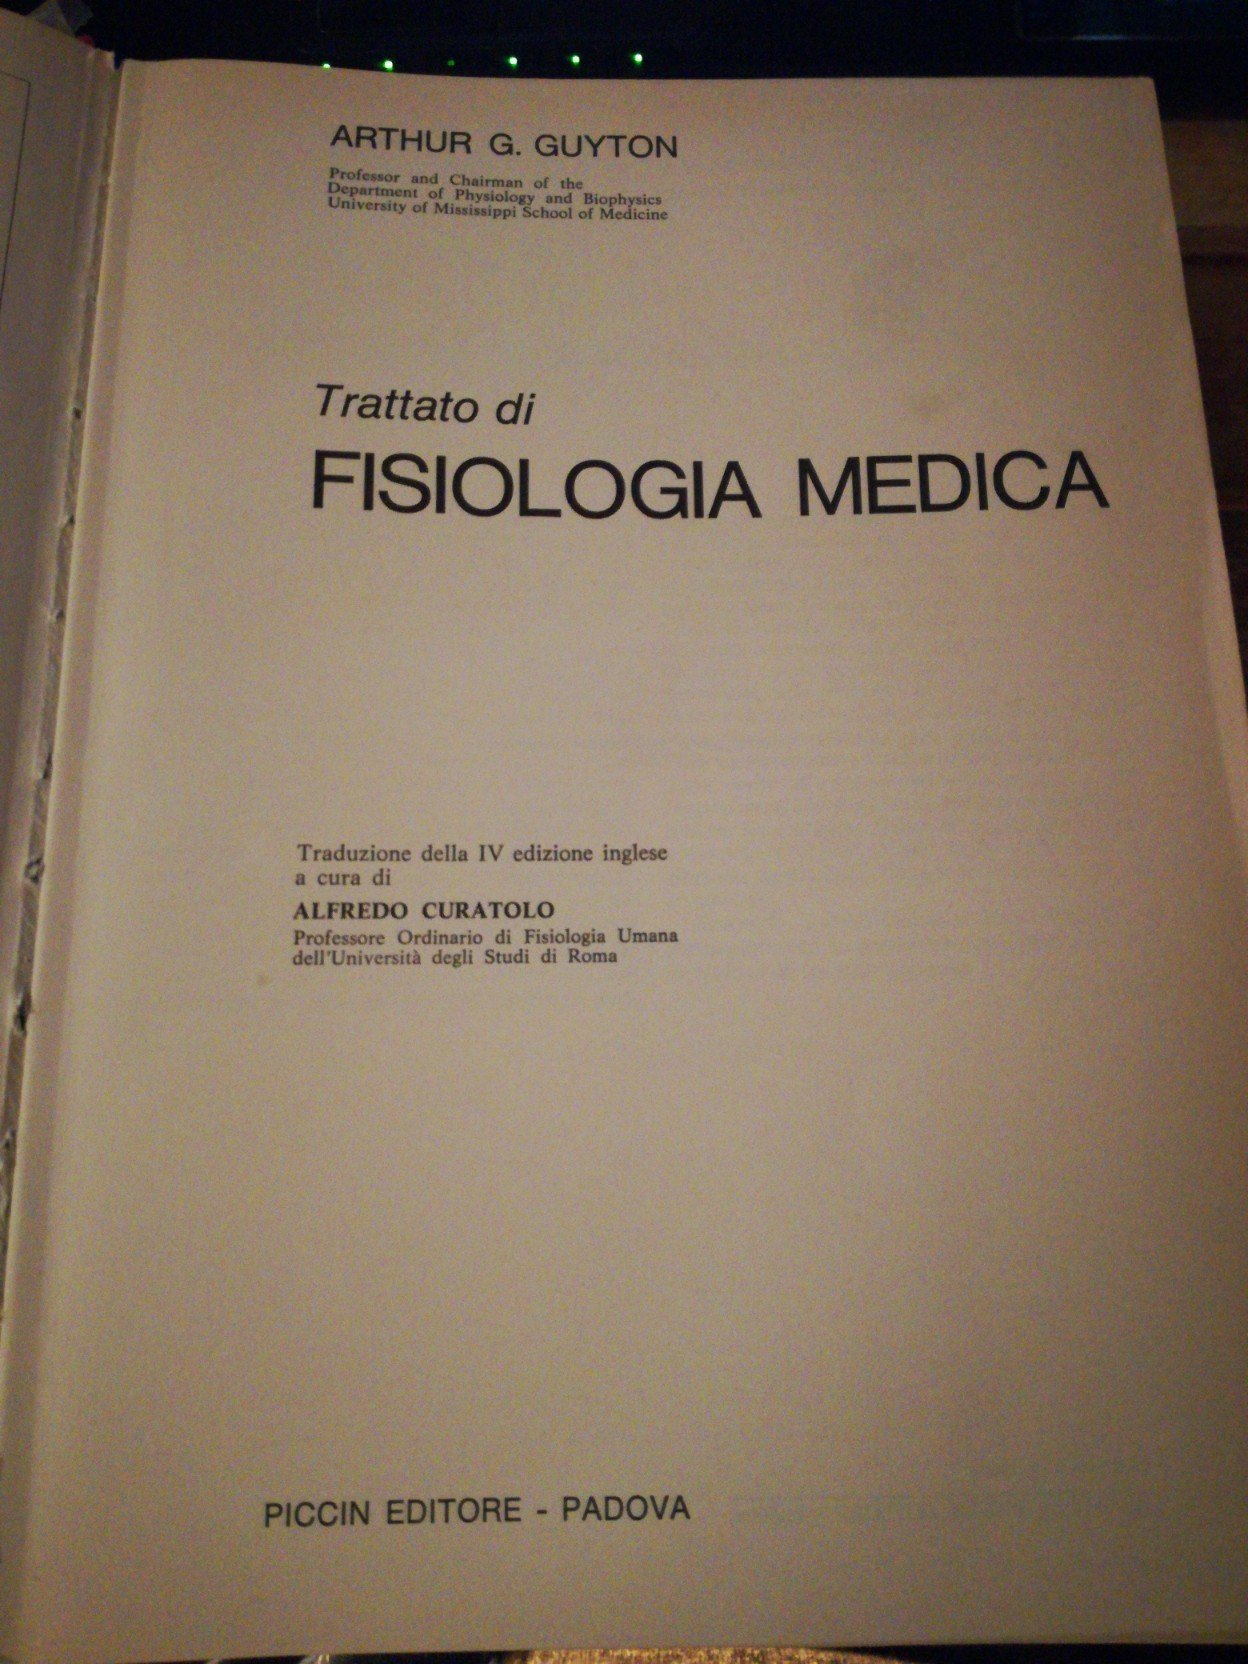 ARTHUR G. GUYTON
Professor and Chairman of the
Department of Physiology and Biophysics
University of Mississippi School of Medicine
Trattato di
FISIOLOGIA MEDICA
Traduzione della IV edizione inglese
a cura di
ALFREDO CURATOLO
Professore Ordinario di Fisiologia Umana
dell'Università degli Studi di Roma
PICCIN EDITORE - PADOVA